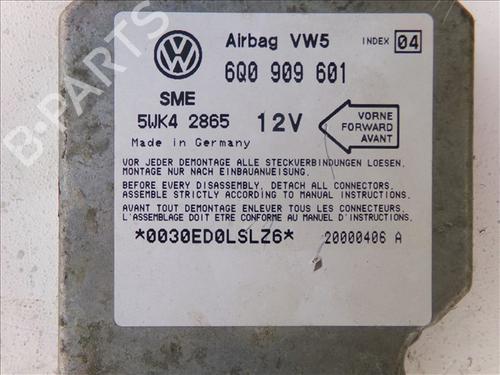 Airbag VW5 INDEX 04
6Q0 909 601
SME
5WK4 2865 12V
VORNE
FORWARD
AVANT
Made in Germany
VOR JEDER DEMONTAGE ALLE STECKVERBINDUNGEN LOESEN.
MONTAGE NUR NACH EINBAUANWEISUNG.
BEFORE EVERY DISASSEMBLY, DETACH ALL CONNECTORS.
ASSEMBLE STRICTLY ACCORDING TO MANUAL INSTRUCTIONS.
AVANT TOUT DEMONTAGE ENLEVER TOUS LES CONNECTEURS.
L'ASSEMBLAGE DOIT ETRE CONFORME AU MANUEL D'INSTRUCTIONS.
*0030ED0LSLZ6* 20000406 A
B-PARTS